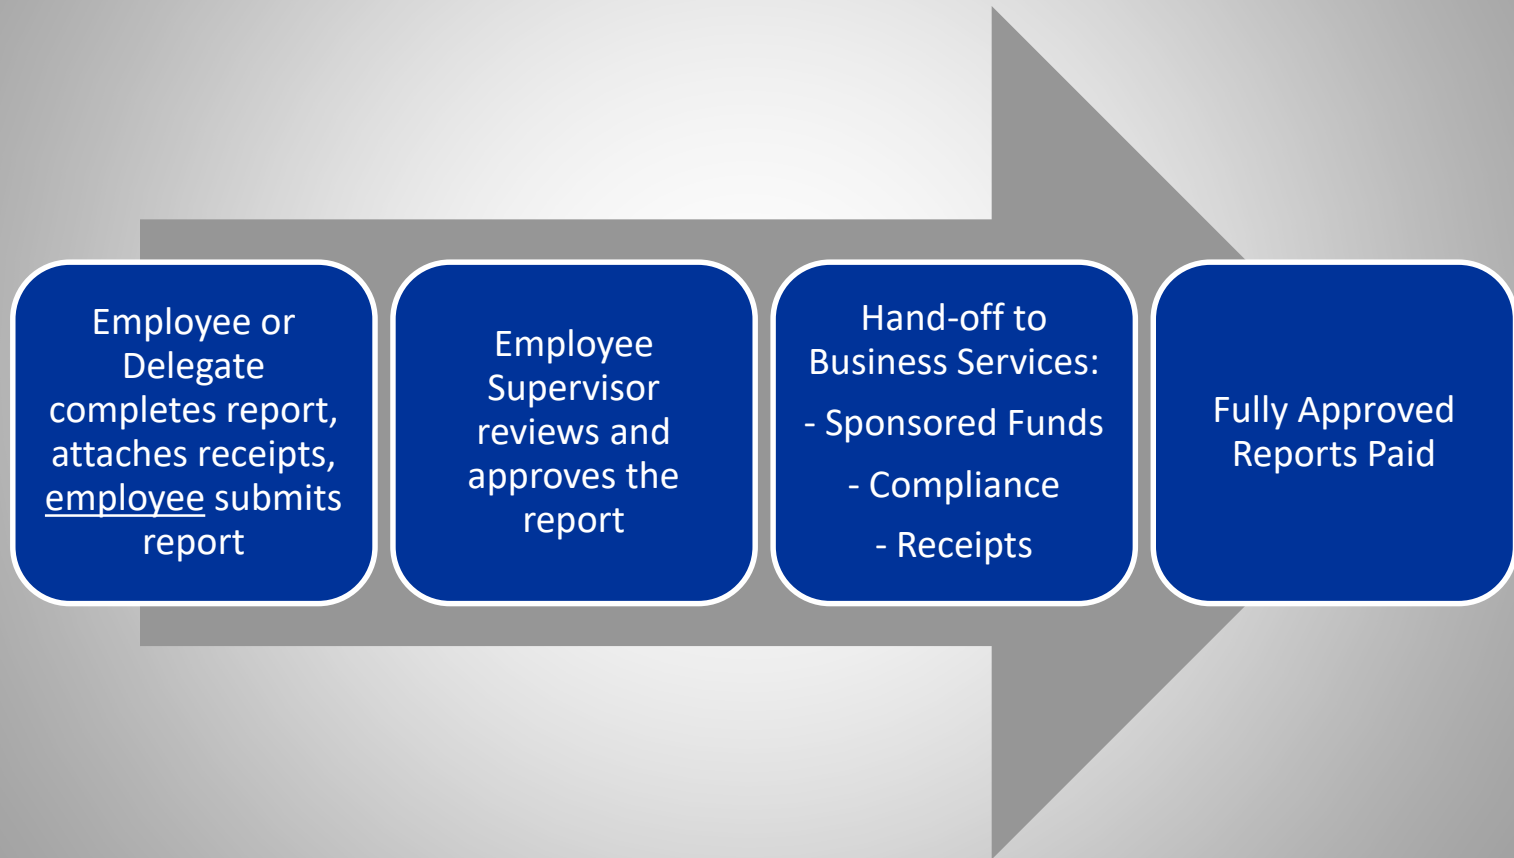 Employee or
Delegate
completes report,
attaches receipts,
employee submits
report
Employee
Supervisor
reviews and
approves the
report
Hand-off to
Business Services:
- Sponsored Funds
- Compliance
- Receipts
Fully Approved
Reports Paid